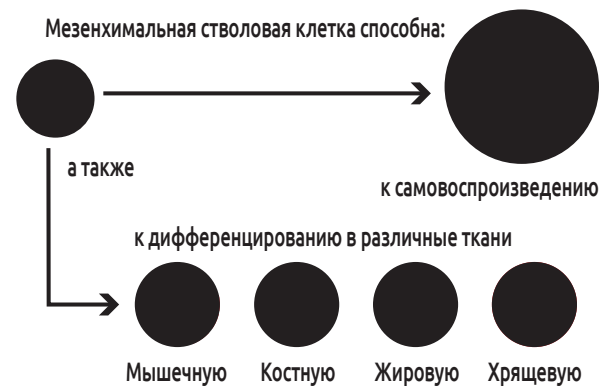 Мезенхимальная стволовая клетка способна:
а также
к самовоспроизведению
к дифференцированию в различные ткани
Мышечную Костную Жировую Хрящевую